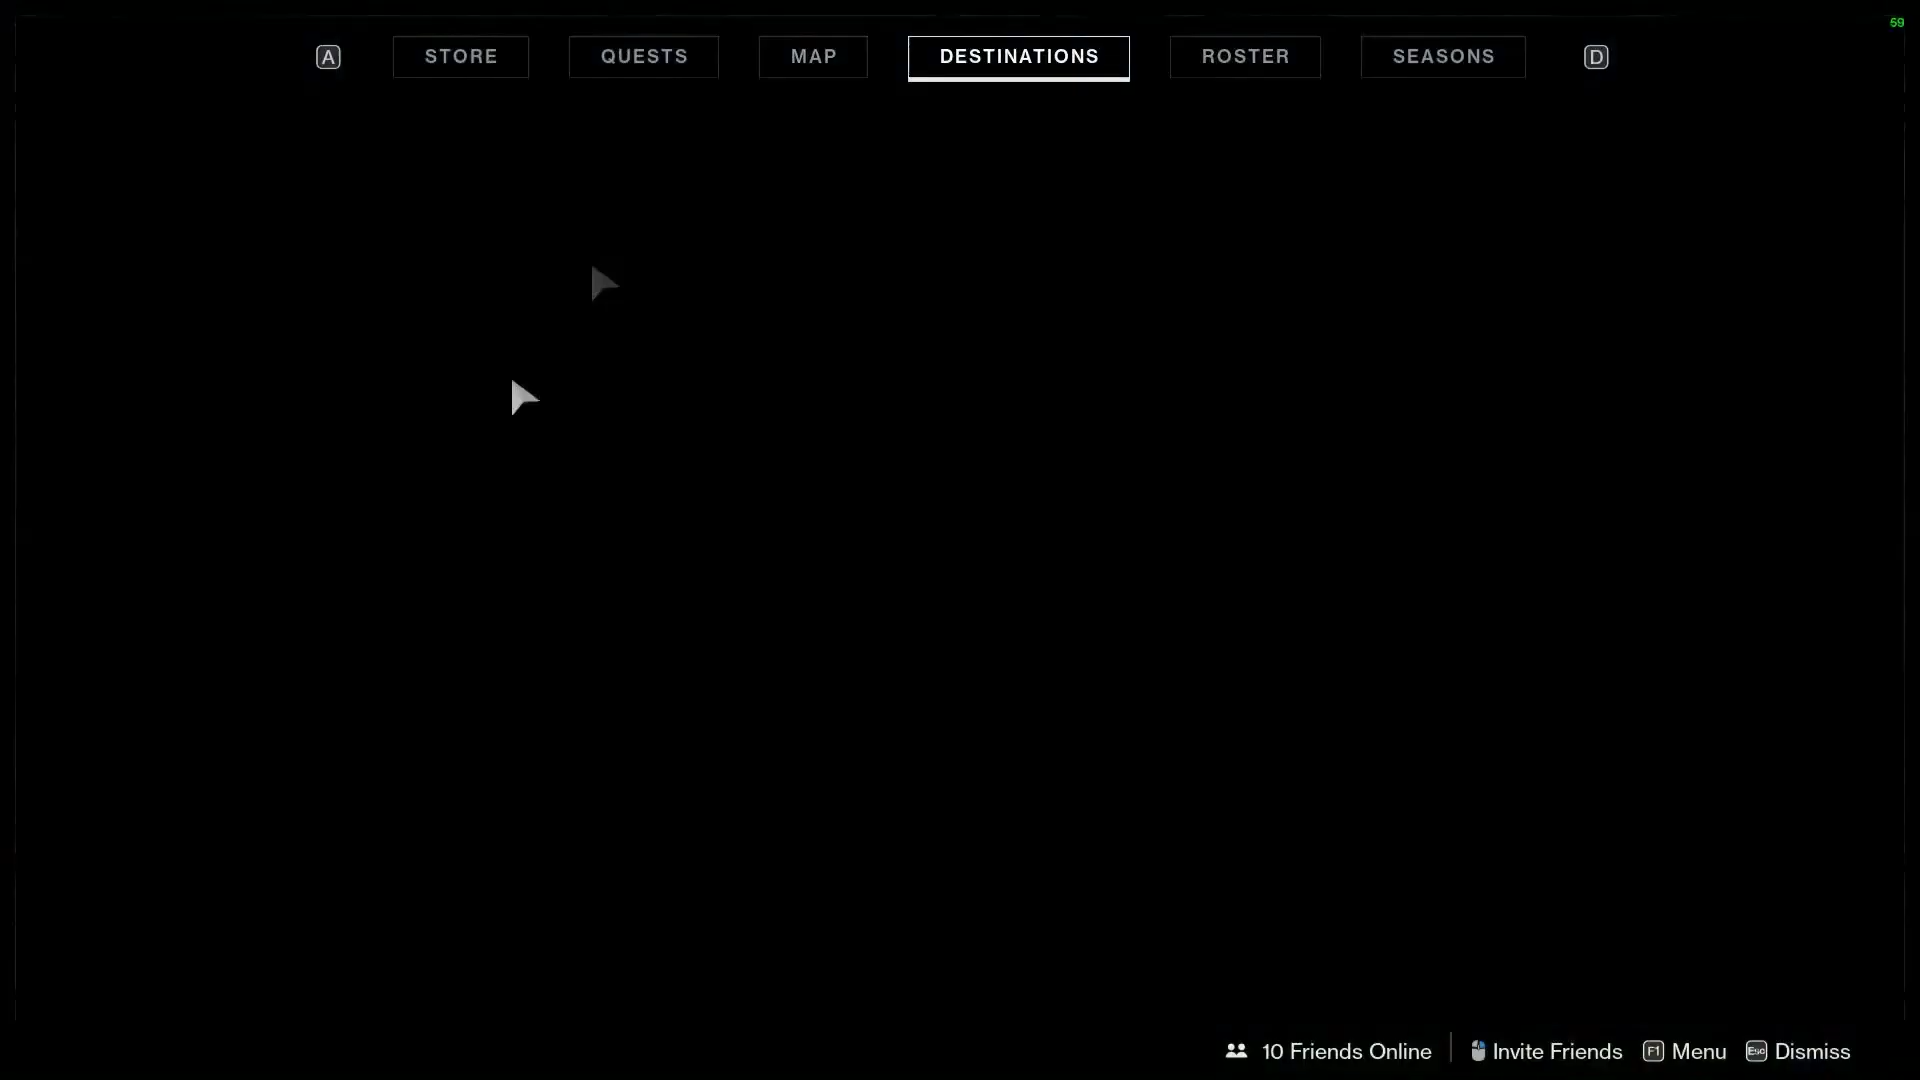 59
A STORE QUESTS MAP DESTINATIONS ROSTER SEASONS D
10 Friends Online Invite Friends F1 Menu Esc Dismiss